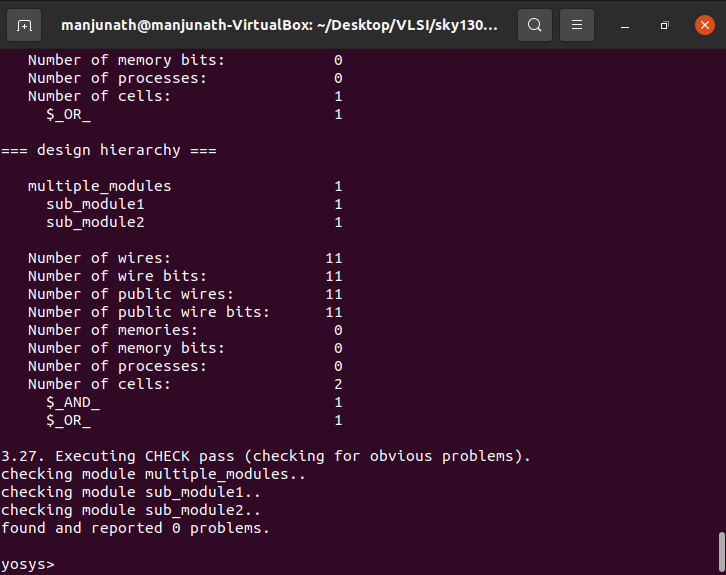 manjunath@manjunath-VirtualBox: ~/Desktop/VLSI/sky130...
   Number of memory bits:            0
   Number of processes:              0
   Number of cells:                  1
     $_OR_                           1

=== design hierarchy ===

   multiple_modules                  1
     sub_module1                     1
     sub_module2                     1

   Number of wires:                 11
   Number of wire bits:             11
   Number of public wires:          11
   Number of public wire bits:      11
   Number of memories:               0
   Number of memory bits:            0
   Number of processes:              0
   Number of cells:                  2
     $_AND_                          1
     $_OR_                           1

3.27. Executing CHECK pass (checking for obvious problems).
checking module multiple_modules..
checking module sub_module1..
checking module sub_module2..
found and reported 0 problems.

yosys>